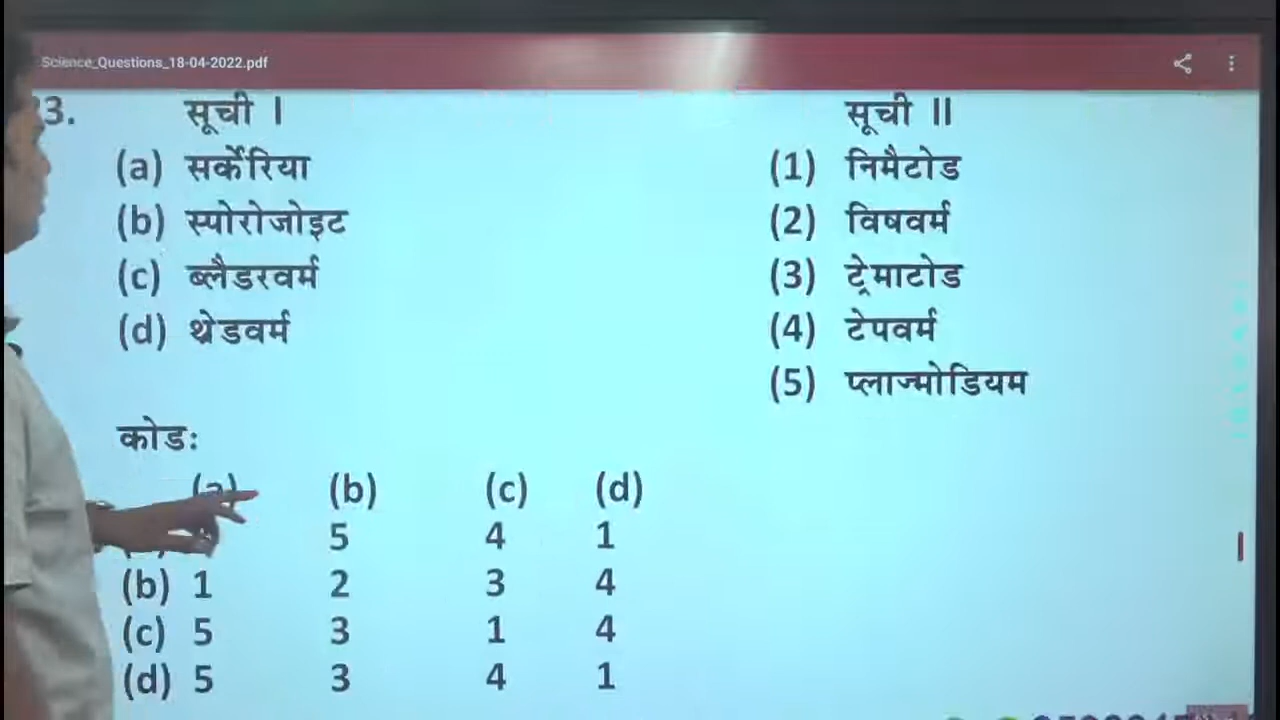 Science_Questions_18-04-2022.pdf
3. सूची I सूची II
(a) सर्केरिया (1) निमैटोड
(b) स्पोरोजोइट (2) विषवर्म
(c) ब्लैडरवर्म (3) ट्रेमाटोड
(d) थ्रेडवर्म (4) टेपवर्म
(5) प्लाज्मोडियम
कोडः
(a) (b) (c) (d)
5 4 1
(b) 1 2 3 4
(c) 5 3 1 4
(d) 5 3 4 1